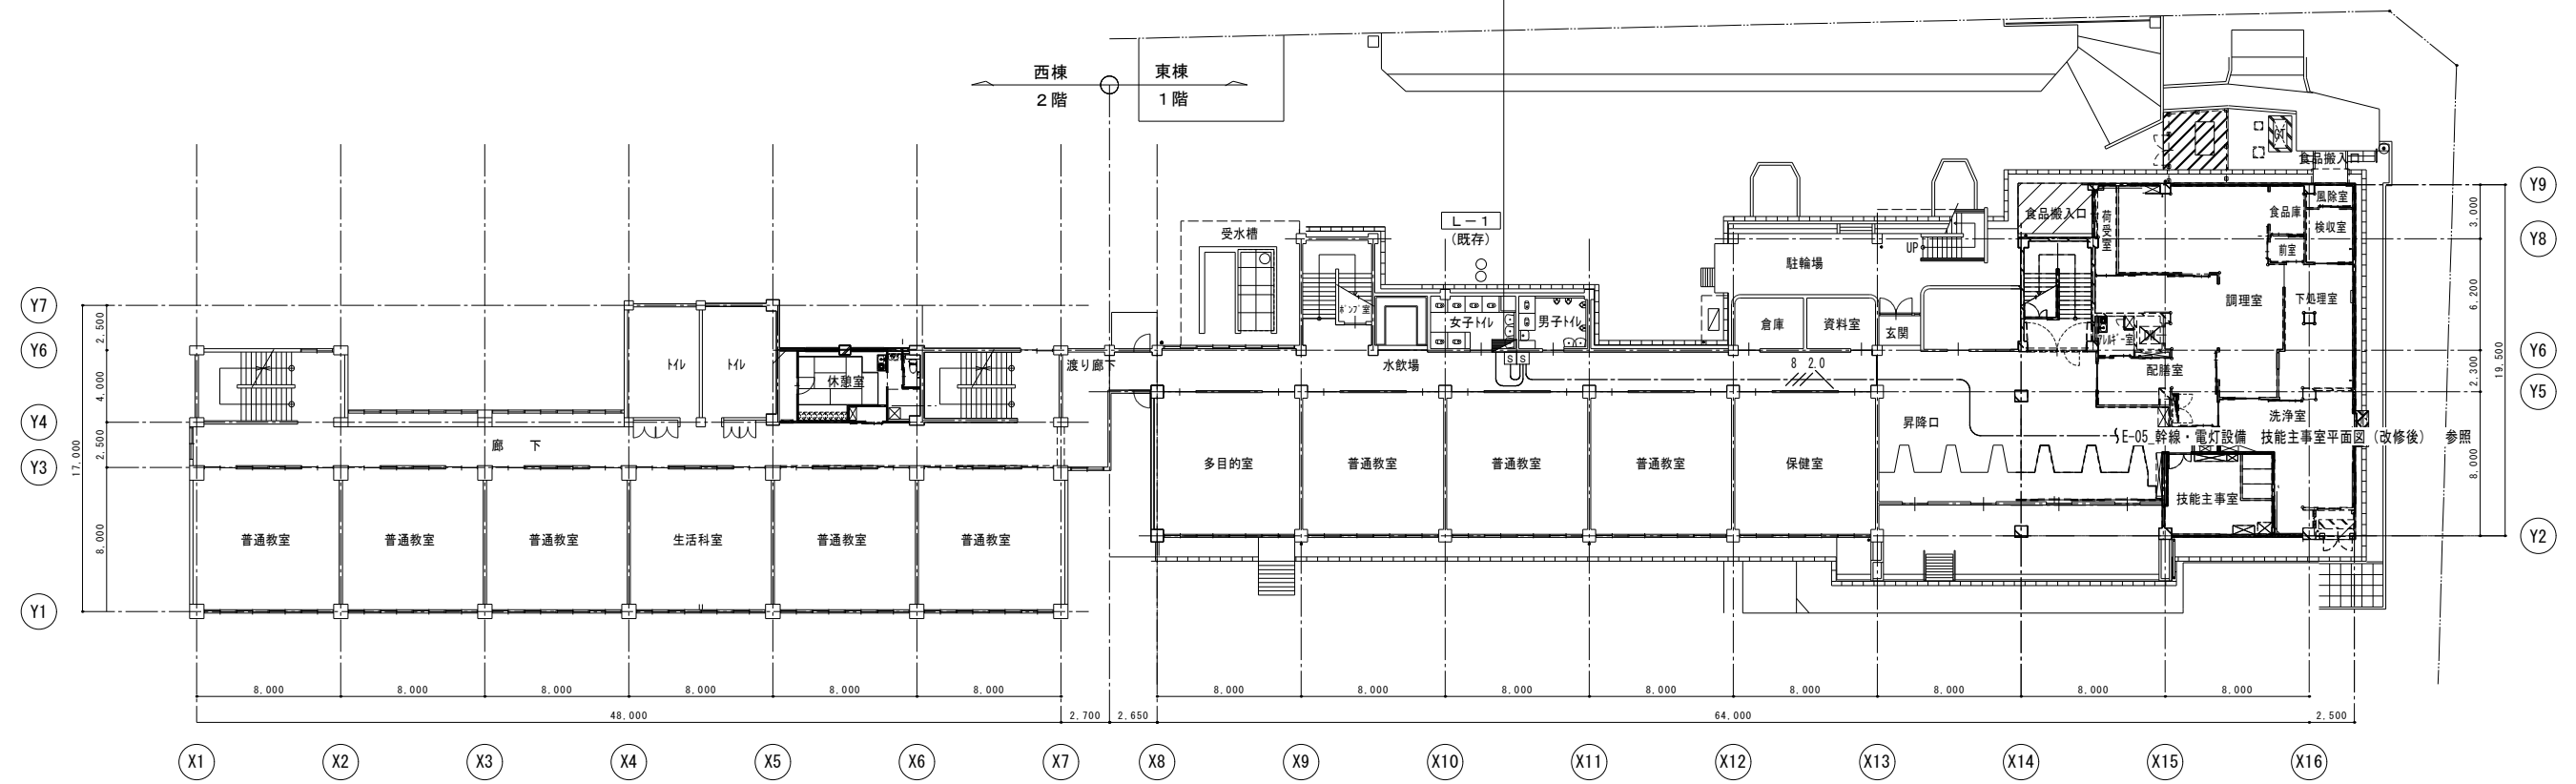 西棟 東棟
2階 1階
食品搬入口
Y9
L-1
(既存)
受水槽
食品搬入口
荷受室
食品庫
風除室
検収室
前室
3,000
Y8
UP
駐輪場
Y7
2,500
ﾎﾟﾝﾌﾟ室
女子ﾄｲﾚ
男子ﾄｲﾚ
倉庫
資料室
玄関
調理室
下処理室
6,200
19,500
Y6
ﾄｲﾚ
ﾄｲﾚ
休憩室
渡り廊下
水飲場
S S
8 2.0
ｱﾚﾙｷﾞｰ室
配膳室
2,300
Y6
4,000
Y5
Y4
廊 下
2,500
17,000
昇降口
洗浄室
E-05_幹線・電灯設備 技能主事室平面図(改修後) 参照
Y3
多目的室
普通教室
普通教室
普通教室
保健室
技能主事室
8,000
8,000
普通教室
普通教室
普通教室
生活科室
普通教室
普通教室
Y2
Y1
8,000 8,000 8,000 8,000 8,000 8,000 8,000 8,000 8,000 8,000 8,000 8,000 8,000 8,000
48,000 2,700 2,650 64,000 2,500
X1 X2 X3 X4 X5 X6 X7 X8 X9 X10 X11 X12 X13 X14 X15 X16